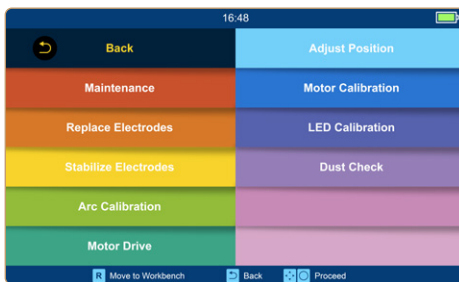 16:48
Back
Adjust Position
Maintenance
Motor Calibration
Replace Electrodes
LED Calibration
Stabilize Electrodes
Dust Check
Arc Calibration
Motor Drive
R Move to Workbench Back Proceed